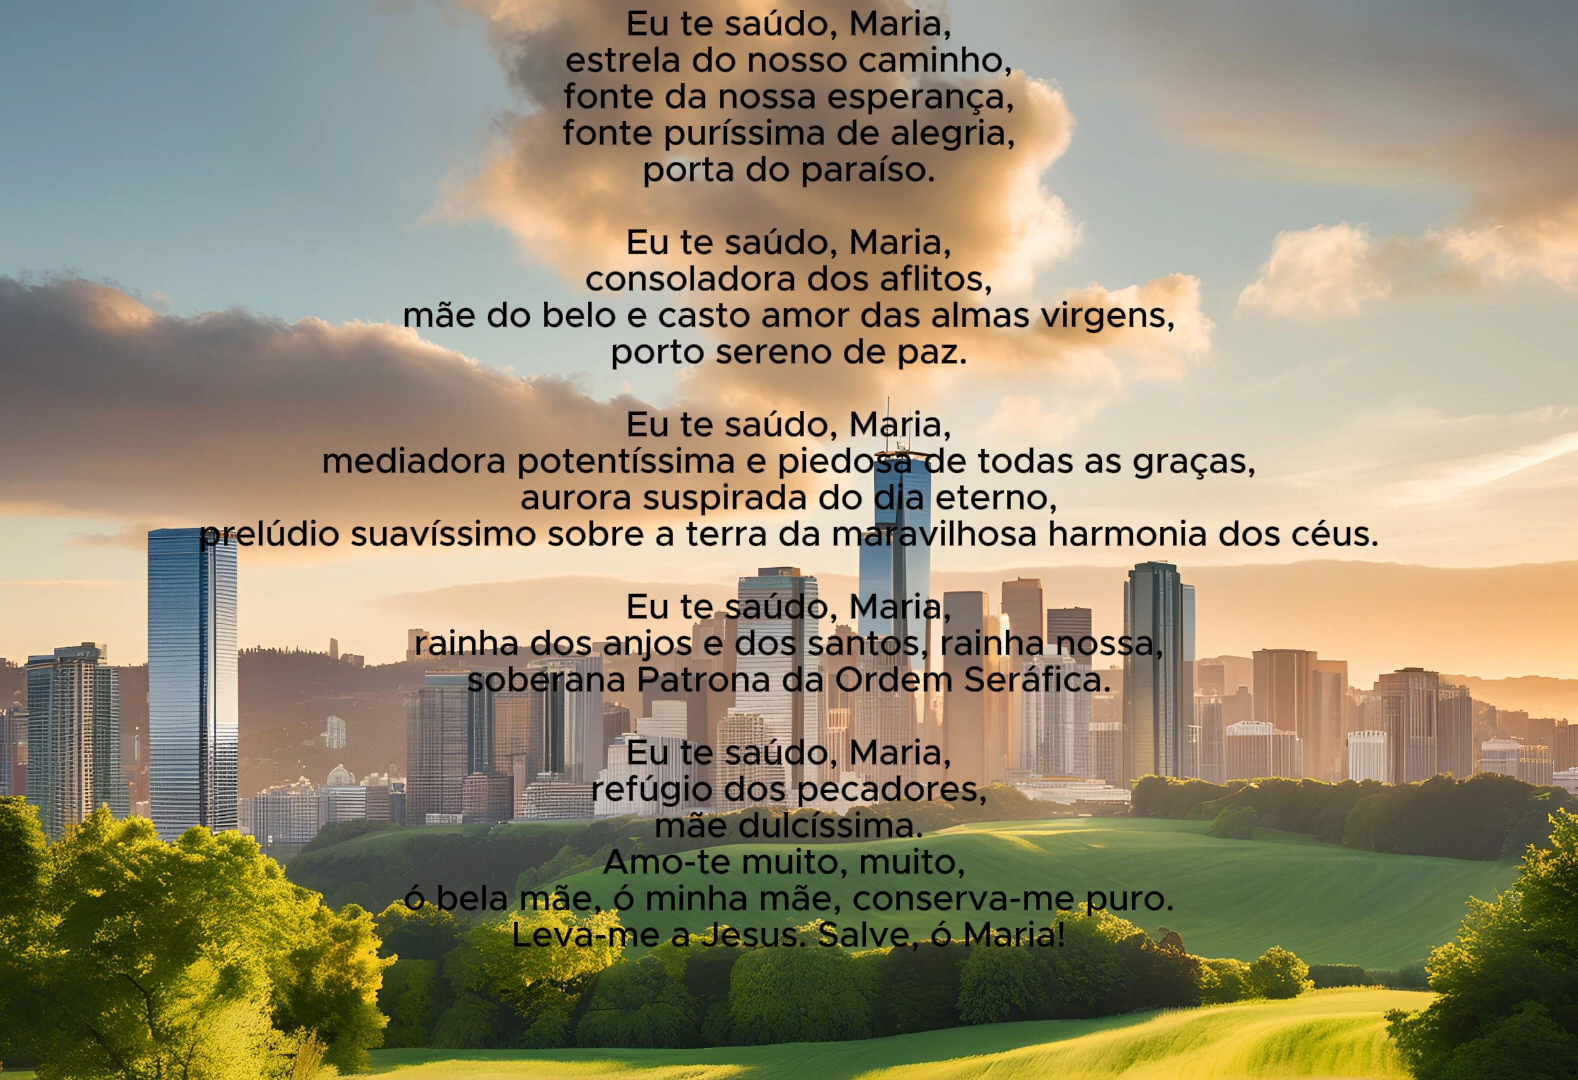 Eu te saúdo, Maria,
estrela do nosso caminho,
fonte da nossa esperança,
fonte puríssima de alegria,
porta do paraíso.
Eu te saúdo, Maria,
consoladora dos aflitos,
mãe do belo e casto amor das almas virgens,
porto sereno de paz.
Eu te saúdo, Maria,
mediadora potentíssima e piedosa de todas as graças,
aurora suspirada do dia eterno,
prelúdio suavíssimo sobre a terra da maravilhosa harmonia dos céus.
Eu te saúdo, Maria,
rainha dos anjos e dos santos, rainha nossa,
soberana Patrona da Ordem Seráfica.
Eu te saúdo, Maria,
refúgio dos pecadores,
mãe dulcíssima.
Amo-te muito, muito,
ó bela mãe, ó minha mãe, conserva-me puro.
Leva-me a Jesus. Salve, ó Maria!